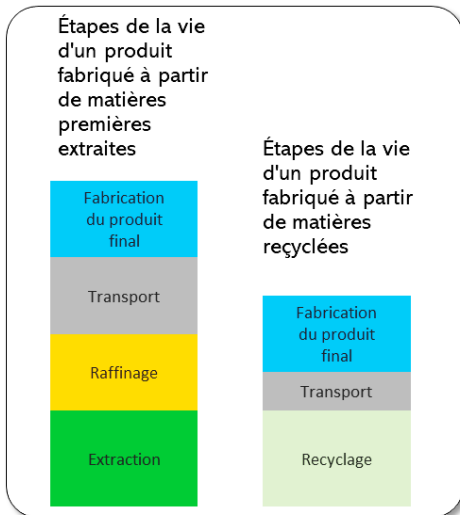 Étapes de la vie
d'un produit
fabriqué à partir
de matières
premières
extraites
Fabrication
du produit
final
Transport
Raffinage
Extraction
Étapes de la vie
d'un produit
fabriqué à partir
de matières
reçyclées
Fabrication
du produit
final
Transport
Recyclage